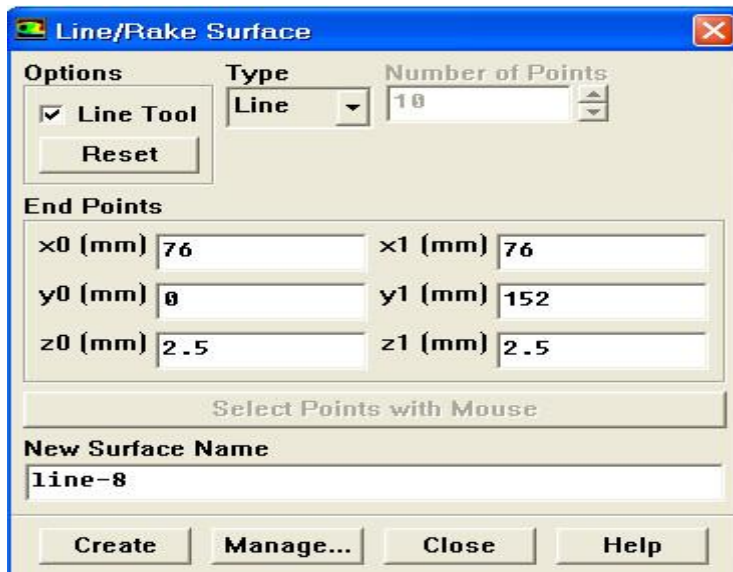 Line/Rake Surface
Options
Type
Number of Points
Line Tool
Line
10
Reset
End Points
x0 (mm) 76
x1 (mm) 76
y0 (mm) 0
y1 (mm) 152
z0 (mm) 2.5
z1 (mm) 2.5
Select Points with Mouse
New Surface Name
line-8
Create
Manage...
Close
Help